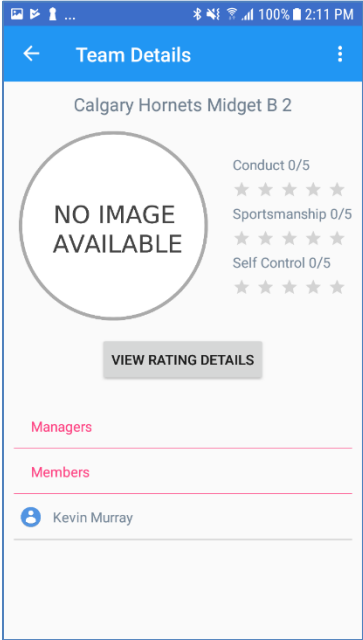 ... 100% 2:11 PM
Team Details
Calgary Hornets Midget B 2
NO IMAGE
AVAILABLE
Conduct 0/5
Sportsmanship 0/5
Self Control 0/5
VIEW RATING DETAILS
Managers
Members
Kevin Murray